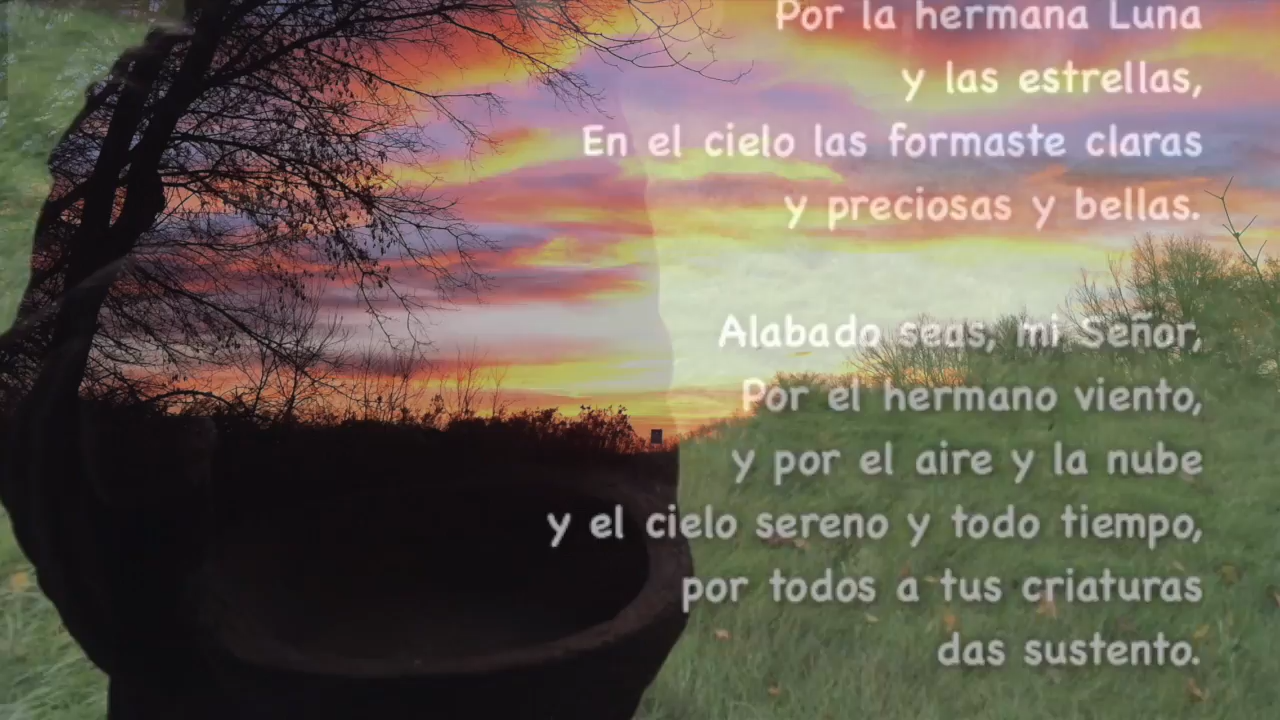 Por la hermana Luna
y las estrellas,
En el cielo las formaste claras
y preciosas y bellas.
Alabado seas, mi Señor,
Por el hermano viento,
y por el aire y la nube
y el cielo sereno y todo tiempo,
por todos a tus criaturas
das sustento.